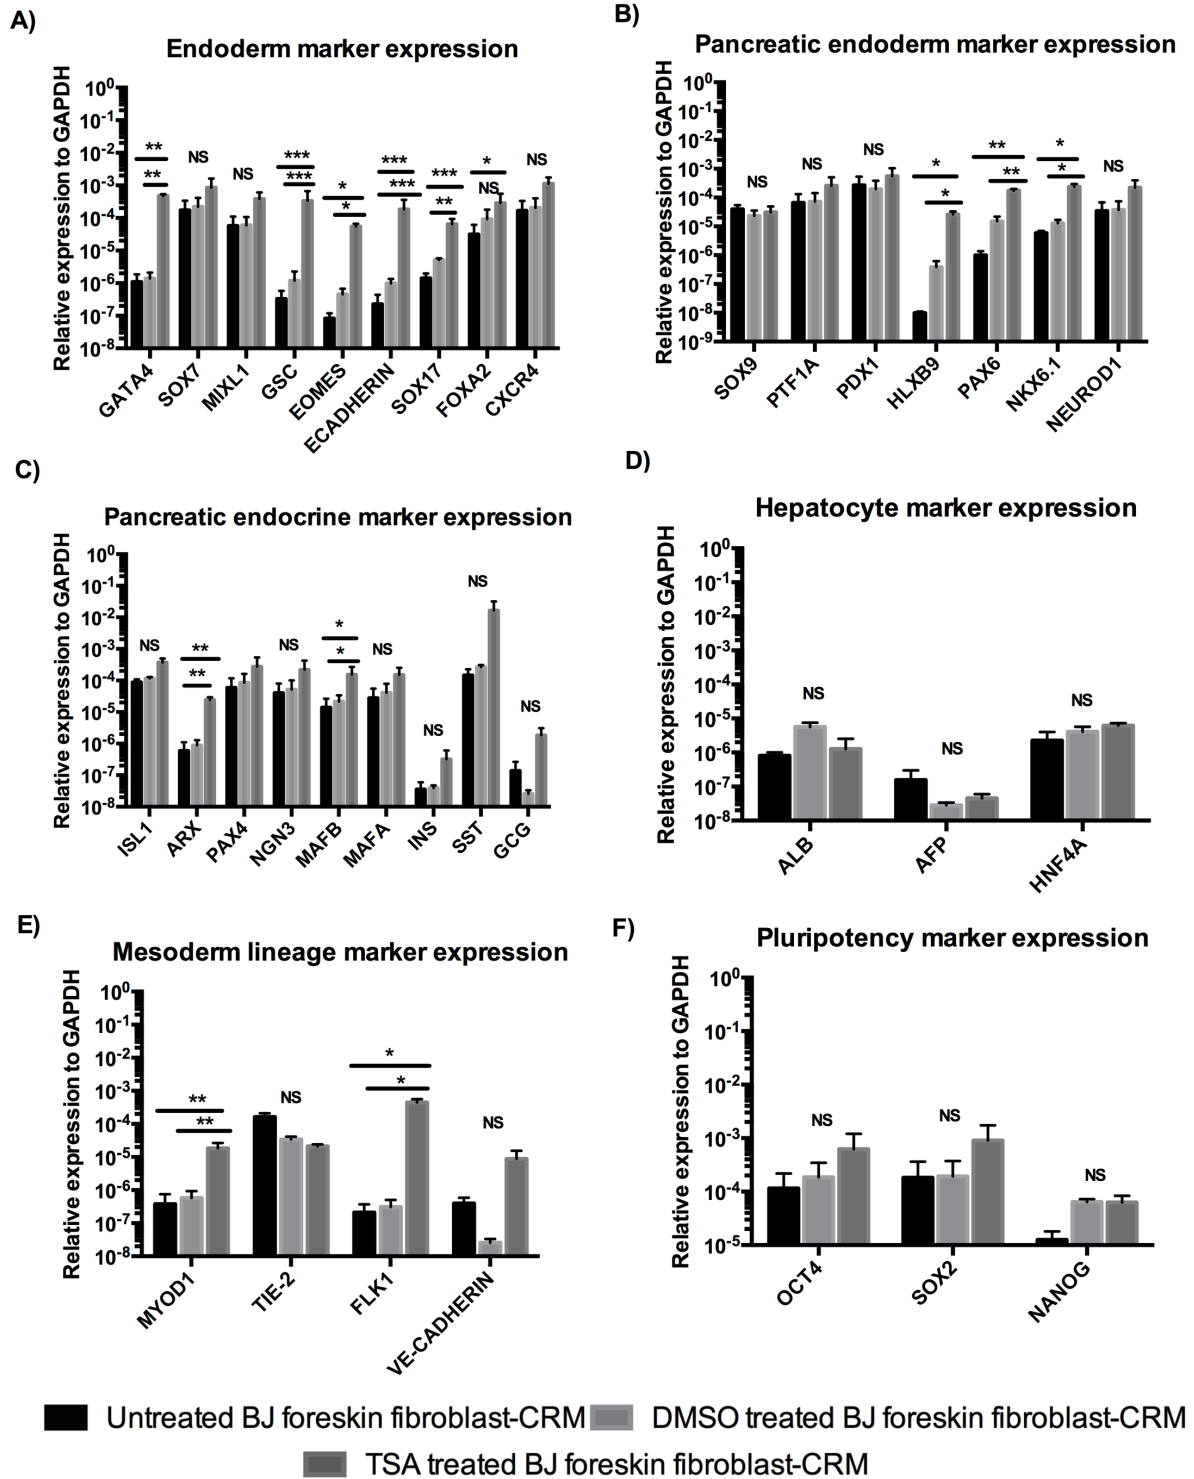 A)
Endoderm marker expression
Relative expression to GAPDH
10^0
10^-1
10^-2
10^-3
10^-4
10^-5
10^-6
10^-7
10^-8
** ** NS NS *** *** * * *** *** *** ** * NS NS
GATA4 SOX7 MIXL1 GSC EOMES ECADHERIN SOX17 FOXA2 CXCR4
B)
Pancreatic endoderm marker expression
Relative expression to GAPDH
10^0
10^-1
10^-2
10^-3
10^-4
10^-5
10^-6
10^-7
10^-8
10^-9
NS NS NS * * ** ** * * NS
SOX9 PTF1A PDX1 HLXB9 PAX6 NKX6.1 NEUROD1
C)
Pancreatic endocrine marker expression
Relative expression to GAPDH
10^0
10^-1
10^-2
10^-3
10^-4
10^-5
10^-6
10^-7
10^-8
NS ** ** NS * * NS NS NS NS
ISL1 ARX PAX4 NGN3 MAFB MAFA INS SST GCG
D)
Hepatocyte marker expression
Relative expression to GAPDH
10^0
10^-1
10^-2
10^-3
10^-4
10^-5
10^-6
10^-7
10^-8
NS NS NS
ALB AFP HNF4A
E)
Mesoderm lineage marker expression
Relative expression to GAPDH
10^0
10^-1
10^-2
10^-3
10^-4
10^-5
10^-6
10^-7
10^-8
** ** NS * * NS
MYOD1 TIE-2 FLK1 VE-CADHERIN
F)
Pluripotency marker expression
Relative expression to GAPDH
10^0
10^-1
10^-2
10^-3
10^-4
10^-5
NS NS NS
OCT4 SOX2 NANOG
Untreated BJ foreskin fibroblast-CRM
DMSO treated BJ foreskin fibroblast-CRM
TSA treated BJ foreskin fibroblast-CRM